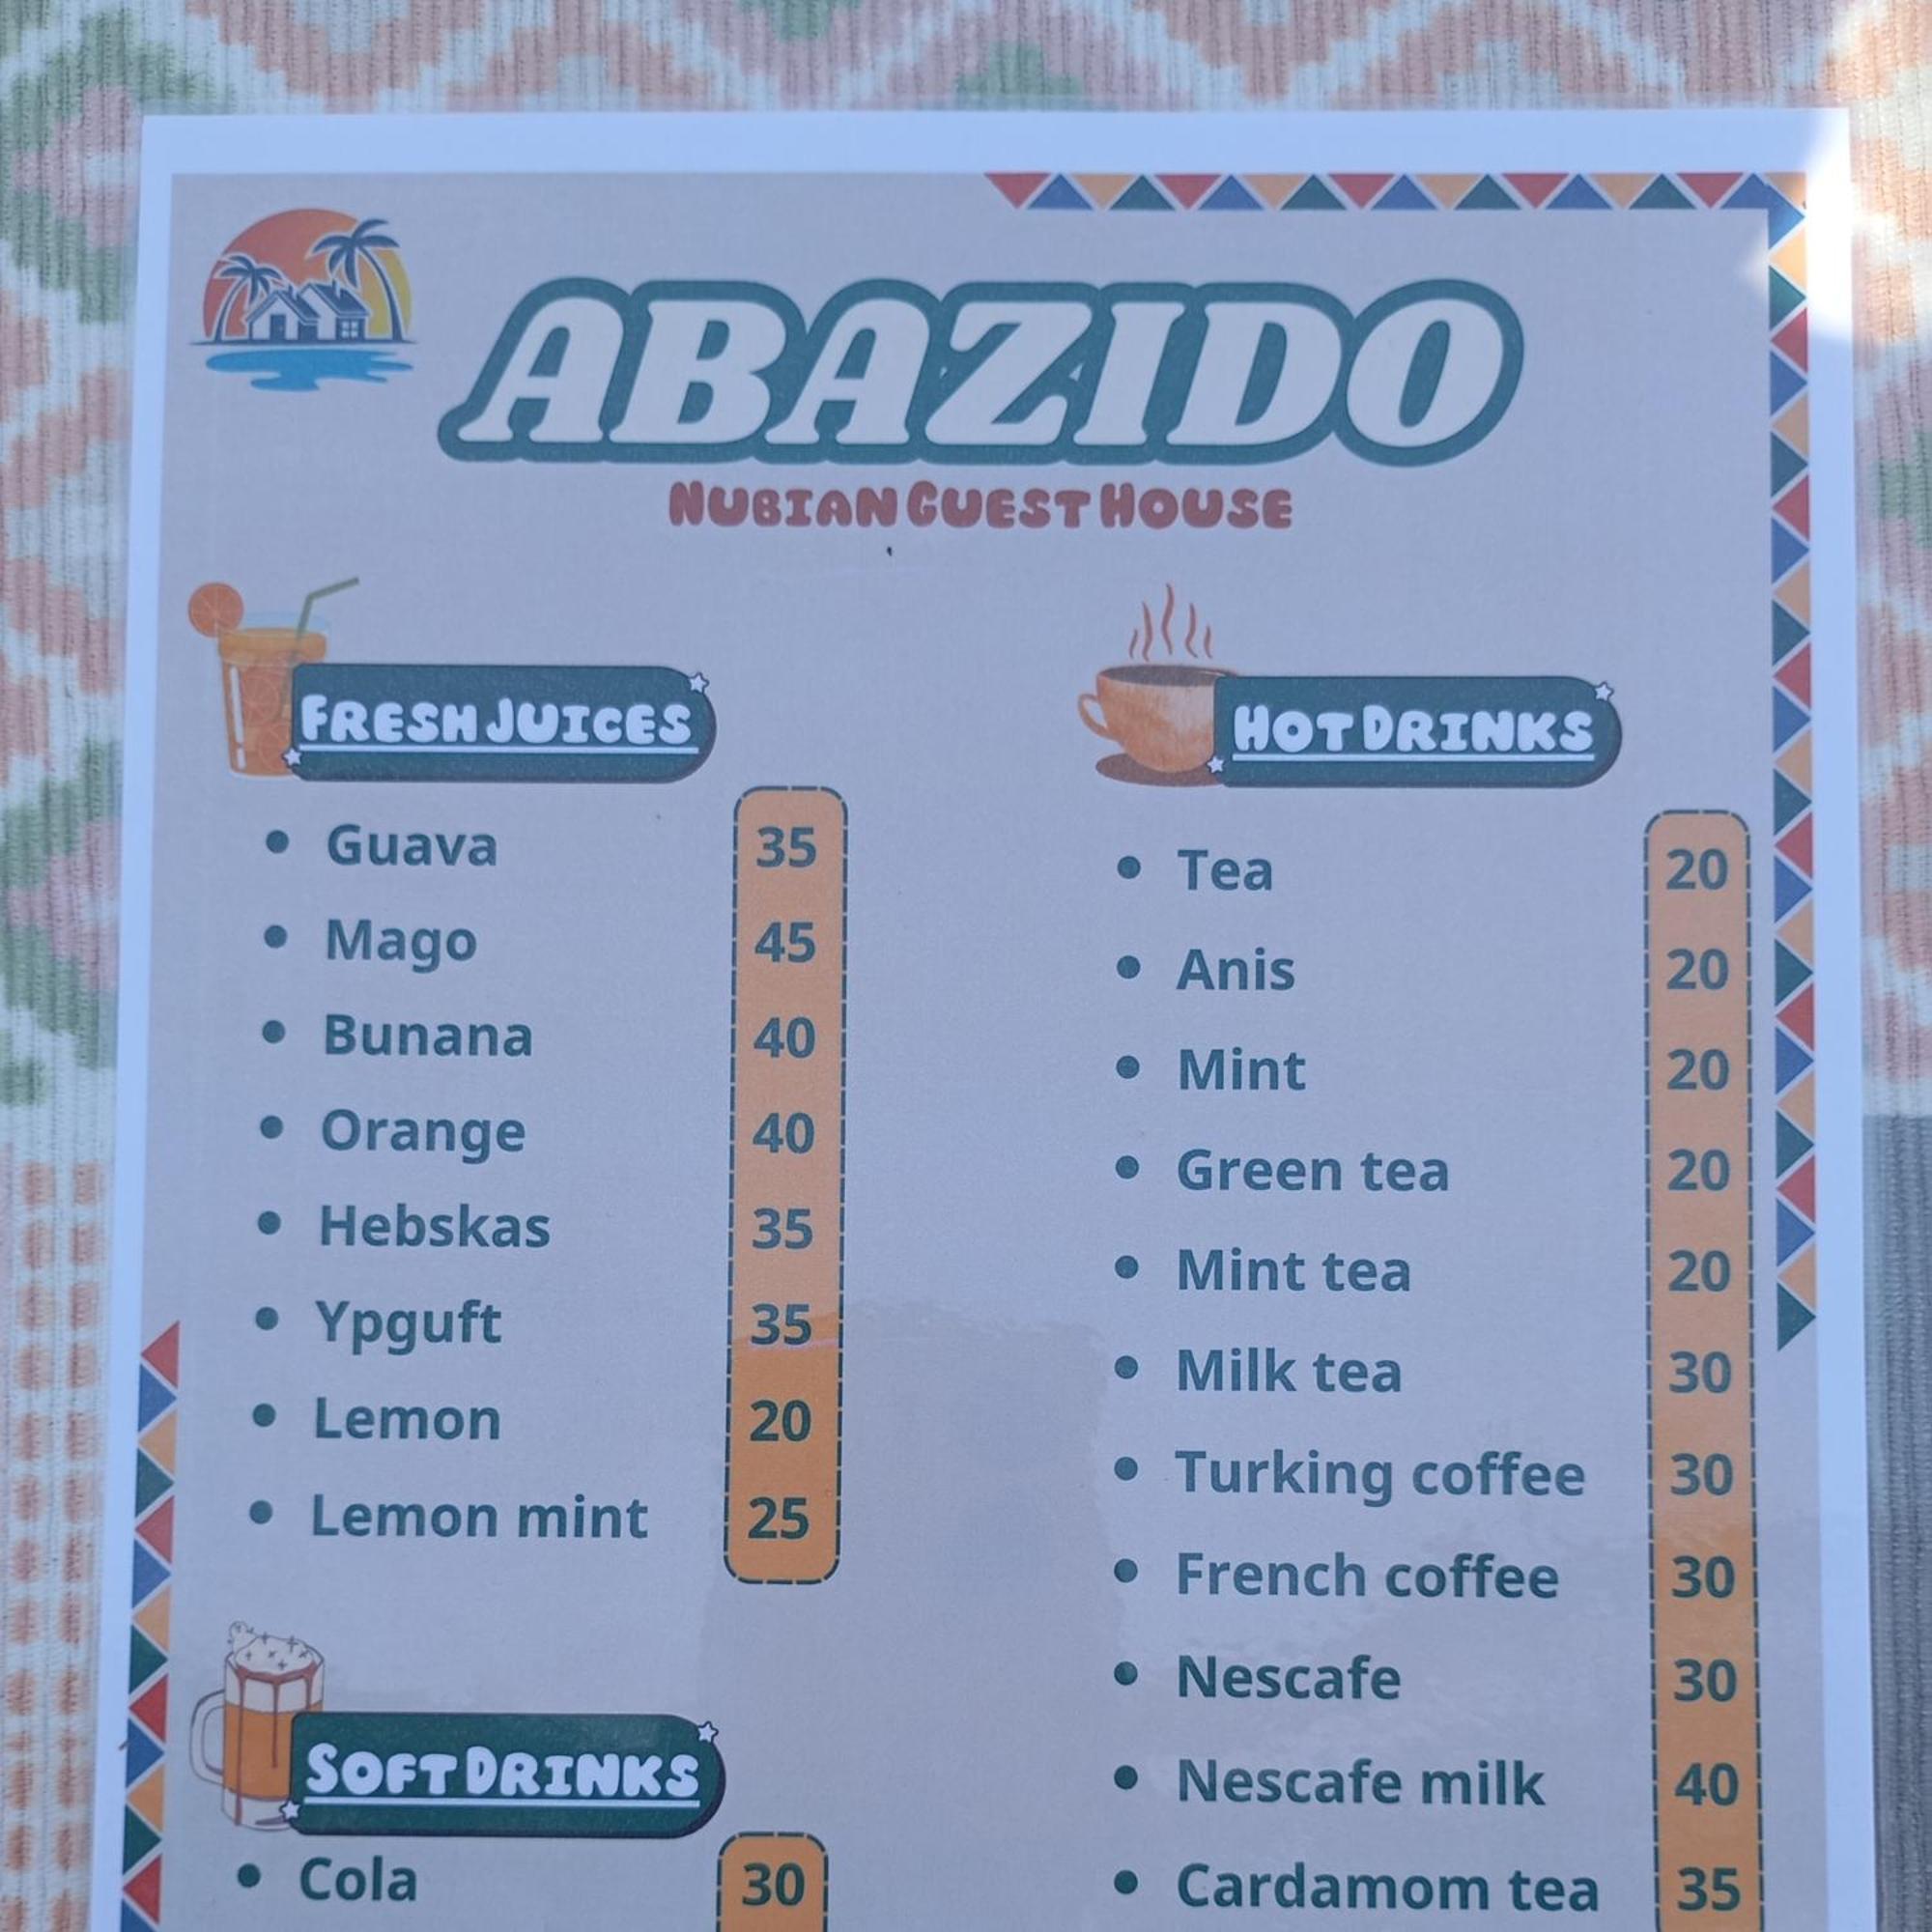 ABAZIDO
NUBIAN GUEST HOUSE
FRESH JUICES
Guava 35
Mago 45
Bunana 40
Orange 40
Hebskas 35
Ypguft 35
Lemon 20
Lemon mint 25
SOFT DRINKS
Cola 30
HOT DRINKS
Tea 20
Anis 20
Mint 20
Green tea 20
Mint tea 20
Milk tea 30
Turking coffee 30
French coffee 30
Nescafe 30
Nescafe milk 40
Cardamom tea 35